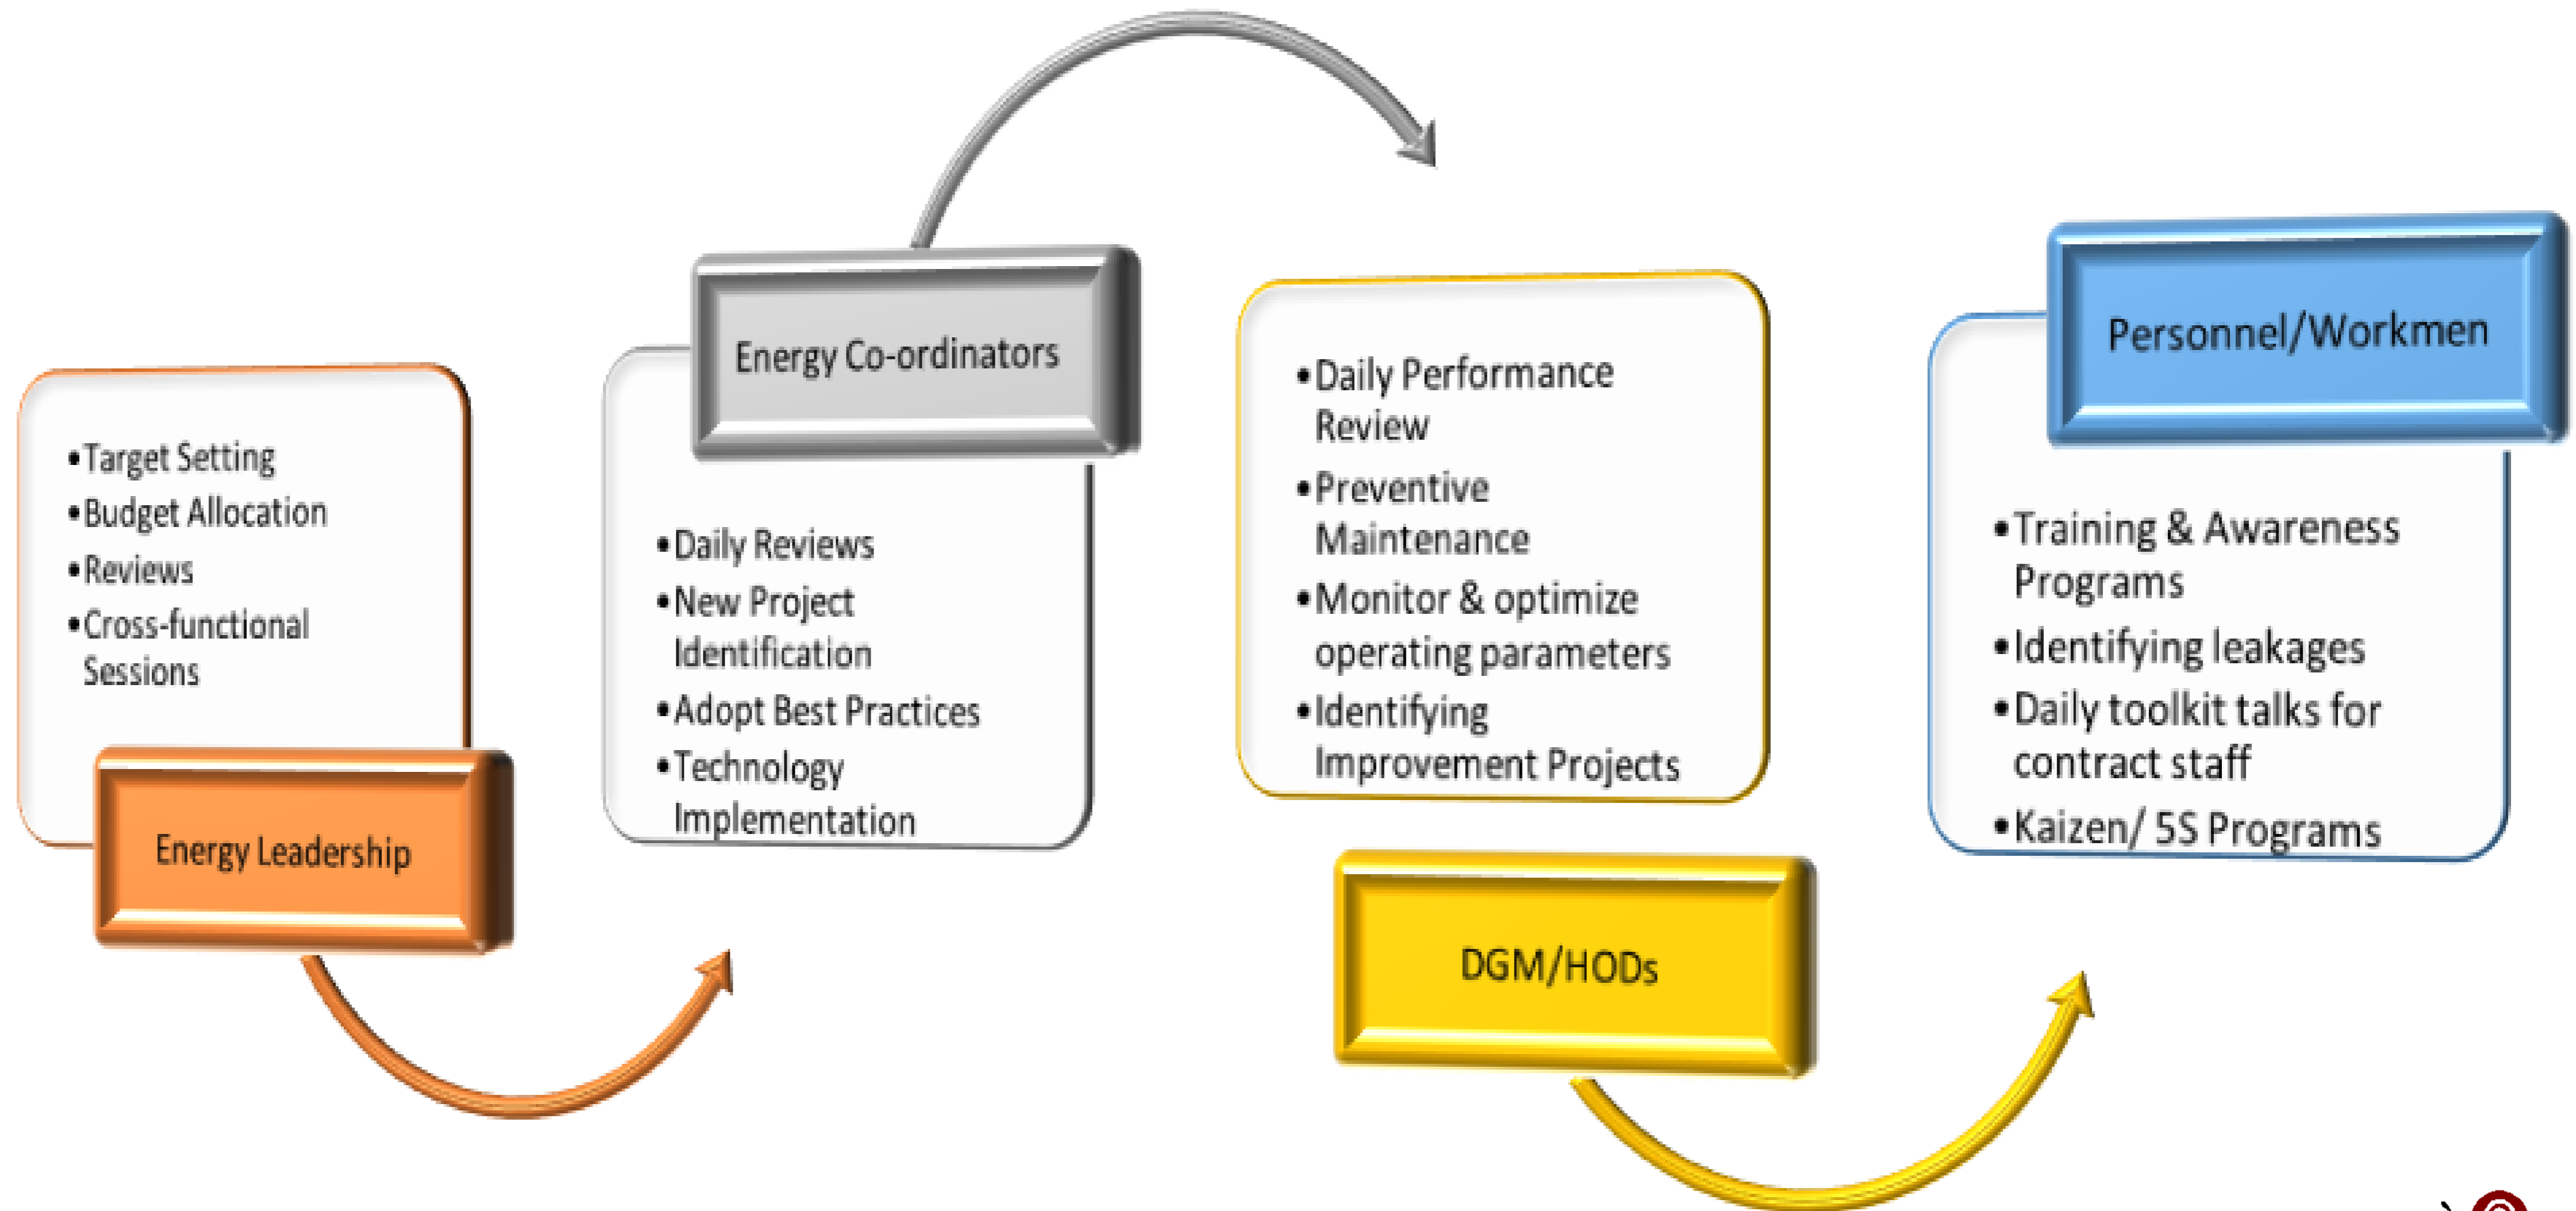 •Target Setting
•Budget Allocation
•Reviews
•Cross-functional
Sessions
Energy Leadership
Energy Co-ordinators
•Daily Reviews
•New Project
Identification
•Adopt Best Practices
•Technology
Implementation
•Daily Performance
Review
•Preventive
Maintenance
•Monitor & optimize
operating parameters
•Identifying
Improvement Projects
DGM/HODs
Personnel/Workmen
•Training & Awareness
Programs
•Identifying leakages
•Daily toolkit talks for
contract staff
•Kaizen/ 5S Programs